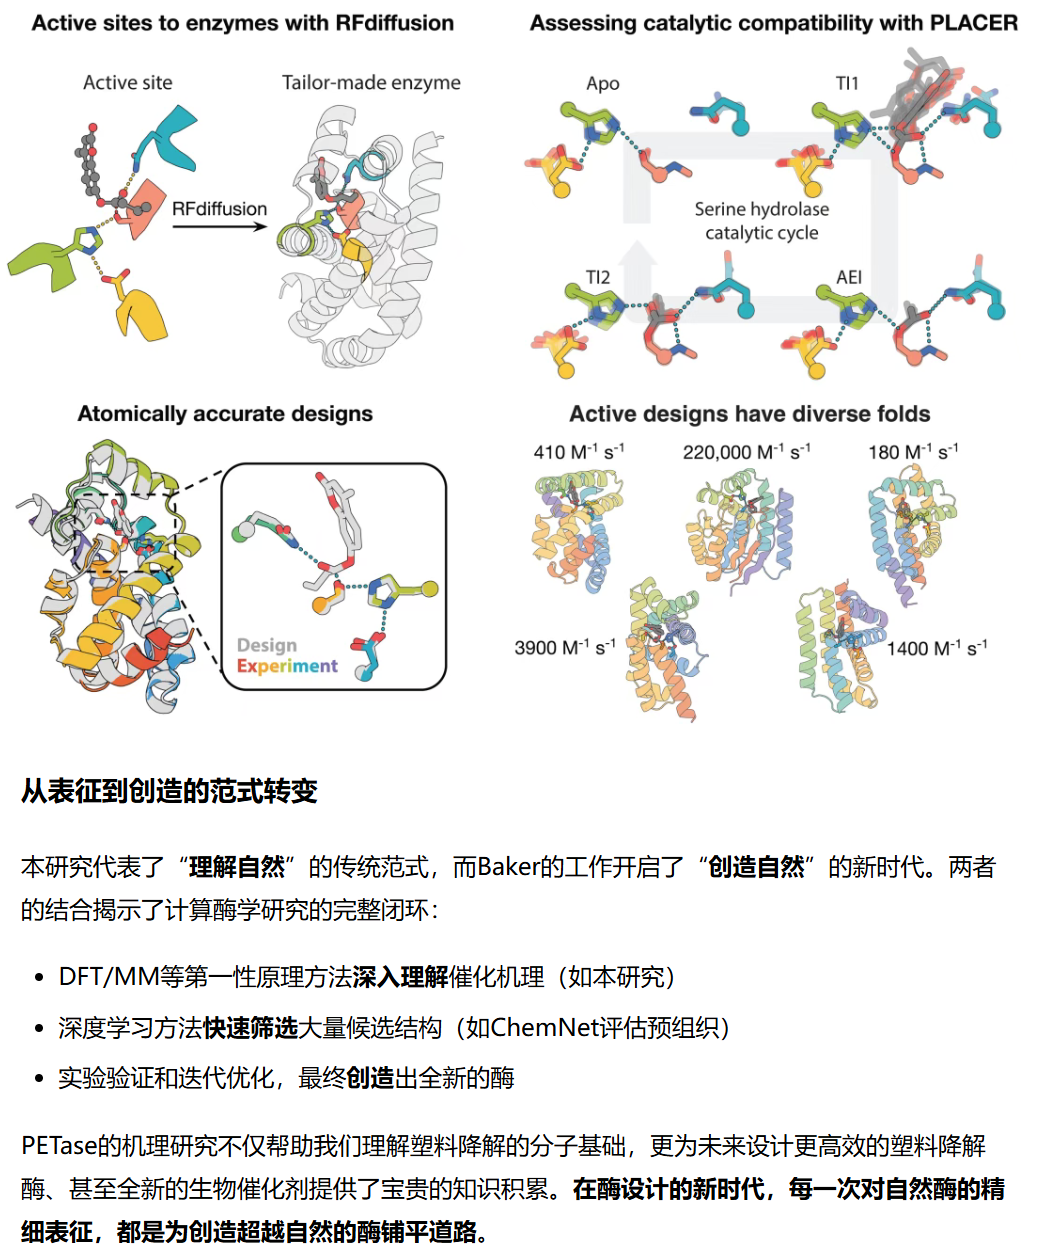 Active sites to enzymes with RFdiffusion
Active site
Tailor-made enzyme
RFdiffusion
Assessing catalytic compatibility with PLACER
Apo
TI1
Serine hydrolase
catalytic cycle
TI2
AEI
Atomically accurate designs
Design
Experiment
Active designs have diverse folds
410 M⁻¹ s⁻¹
220,000 M⁻¹ s⁻¹
180 M⁻¹ s⁻¹
3900 M⁻¹ s⁻¹
1400 M⁻¹ s⁻¹
从表征到创造的范式转变
本研究代表了“理解自然”的传统范式，而Baker的工作开启了“创造自然”的新时代。两者
的结合揭示了计算酶学研究的完整闭环：
• DFT/MM等第一性原理方法深入理解催化机理（如本研究）
• 深度学习方法快速筛选大量候选结构（如ChemNet评估预组织）
• 实验验证和迭代优化，最终创造出全新的酶
PETase的机理研究不仅帮助我们理解塑料降解的分子基础，更为未来设计更高效的塑料降解
酶、甚至全新的生物催化剂提供了宝贵的知识积累。在酶设计的新时代，每一次对自然酶的精
细表征，都是为创造超越自然的酶铺平道路。